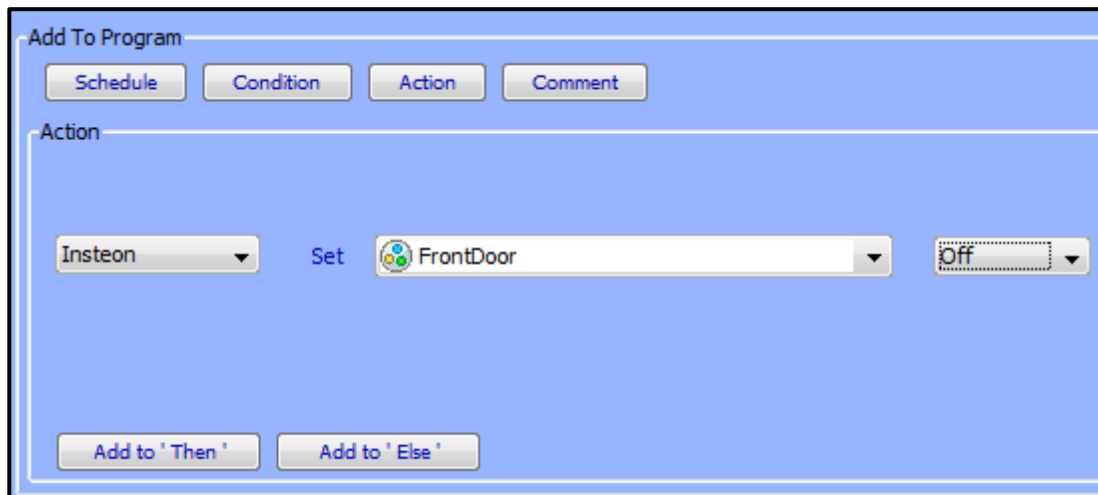 Add To Program
Schedule Condition Action Comment
Action
Insteon Set FrontDoor Off
Add to ' Then ' Add to ' Else '